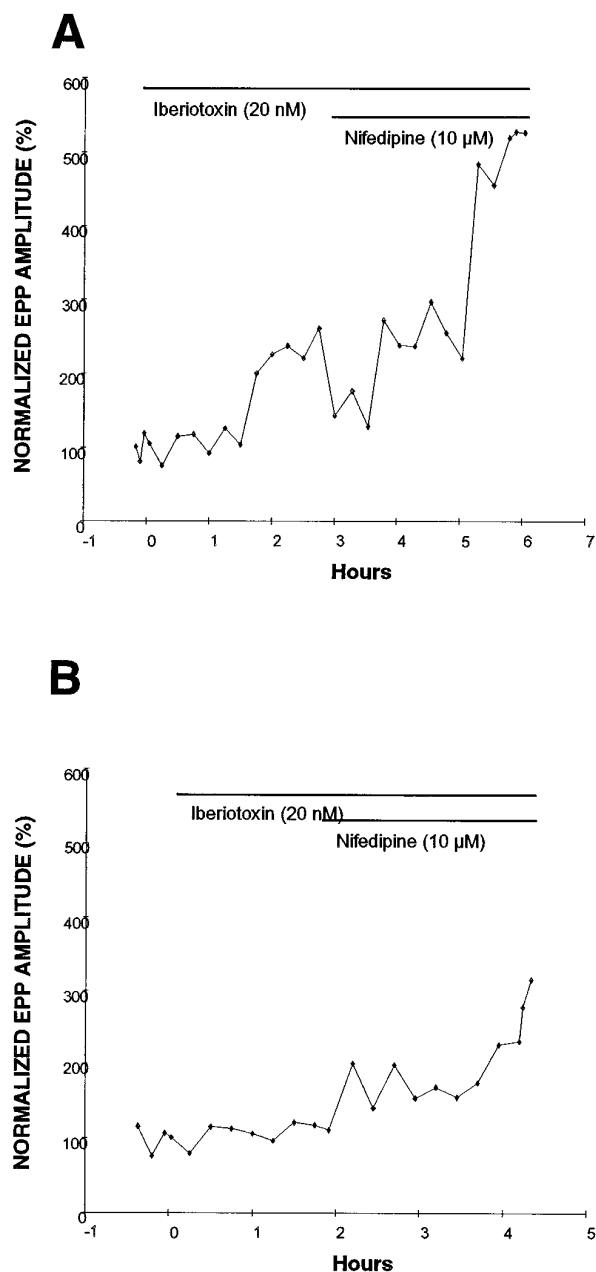 A
600
Iberiotoxin (20 nM)
Nifedipine (10 µM)
500
400
300
200
100
0
-1 0 1 2 3 4 5 6 7
Hours
NORMALIZED EPP AMPLITUDE (%)
B
600
Iberiotoxin (20 nM)
Nifedipine (10 µM)
500
400
300
200
100
0
-1 0 1 2 3 4 5
Hours
NORMALIZED EPP AMPLITUDE (%)